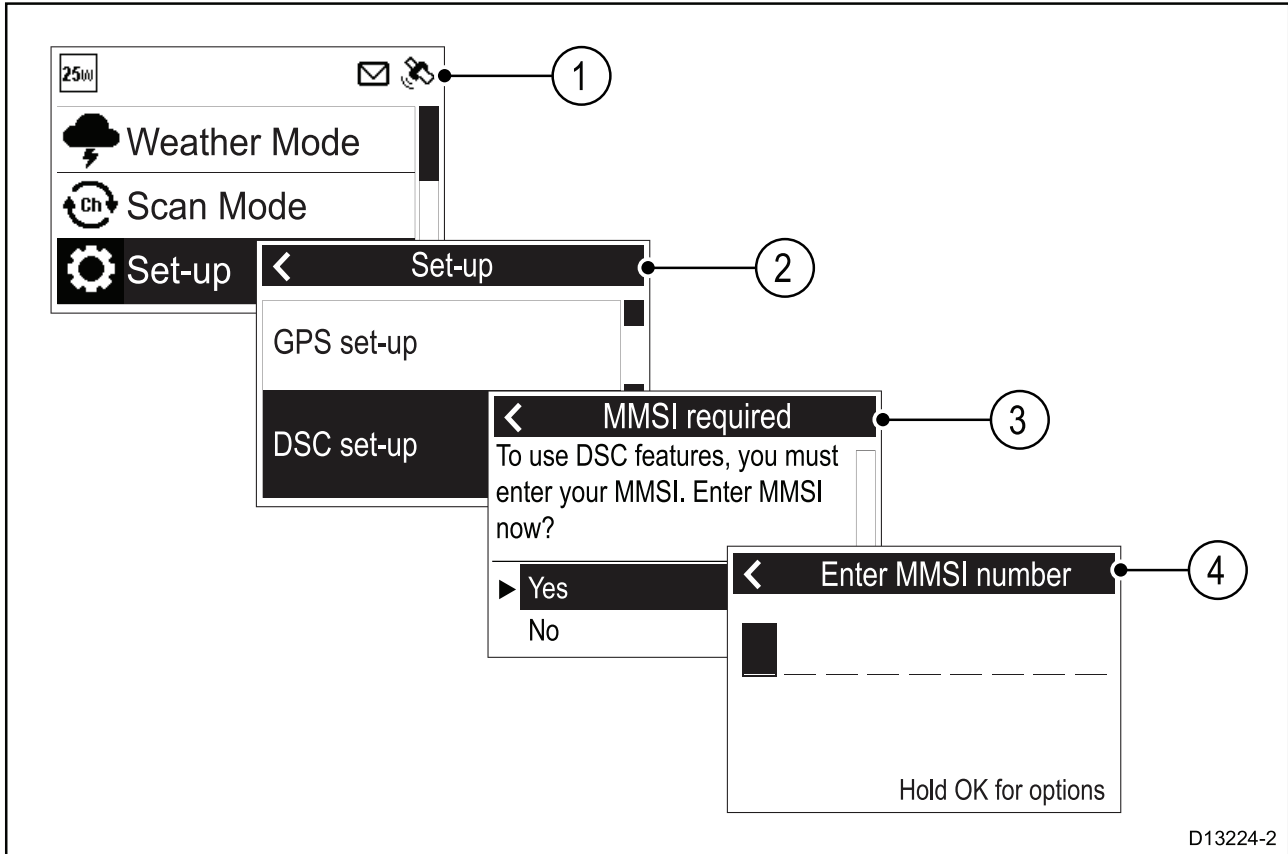 25W
1
Weather Mode
Ch
Scan Mode
Set-up
Set-up
2
GPS set-up
DSC set-up
MMSI required
3
To use DSC features, you must
enter your MMSI. Enter MMSI
now?
Yes
No
Enter MMSI number
4
Hold OK for options
D13224-2